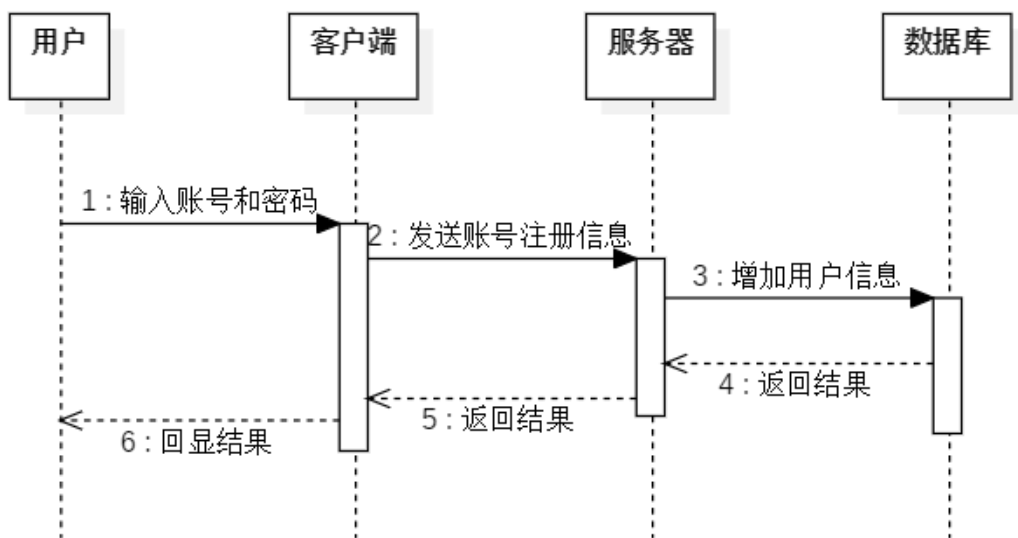 用户
客户端
服务器
数据库
1 : 输入账号和密码
2 : 发送账号注册信息
3 : 增加用户信息
4 : 返回结果
5 : 返回结果
6 : 回显结果